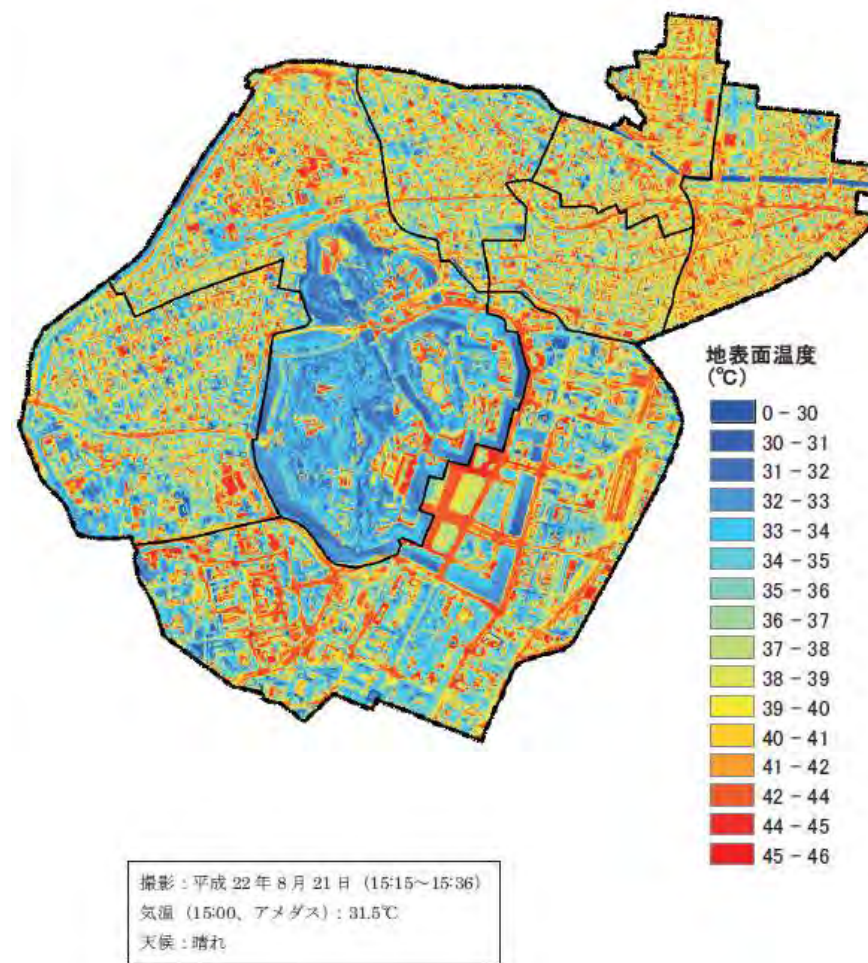 地表面温度
(℃)
0 - 30
30 - 31
31 - 32
32 - 33
33 - 34
34 - 35
35 - 36
36 - 37
37 - 38
38 - 39
39 - 40
40 - 41
41 - 42
42 - 44
44 - 45
45 - 46
撮影：平成 22 年 8 月 21 日（15:15～15:36）
気温（15:00、アメダス）：31.5℃
天候：晴れ